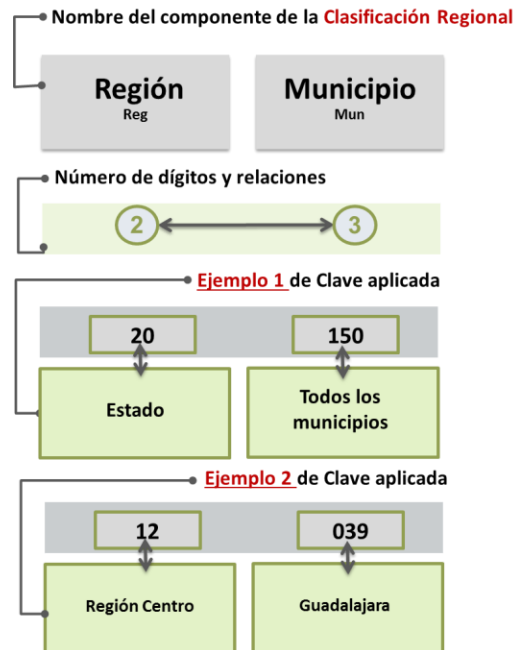 Nombre del componente de la Clasificación Regional
Región
Reg
Municipio
Mun
Número de dígitos y relaciones
2
3
Ejemplo 1 de Clave aplicada
20
150
Estado
Todos los
municipios
Ejemplo 2 de Clave aplicada
12
039
Región Centro
Guadalajara